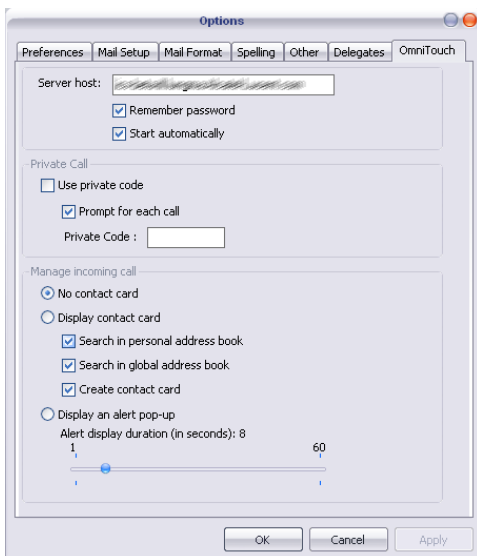 Options
Preferences Mail Setup Mail Format Spelling Other Delegates OmniTouch
Server host:
Remember password
Start automatically
Private Call
Use private code
Prompt for each call
Private Code :
Manage incoming call
No contact card
Display contact card
Search in personal address book
Search in global address book
Create contact card
Display an alert pop-up
Alert display duration (in seconds): 8
1 60
OK Cancel Apply